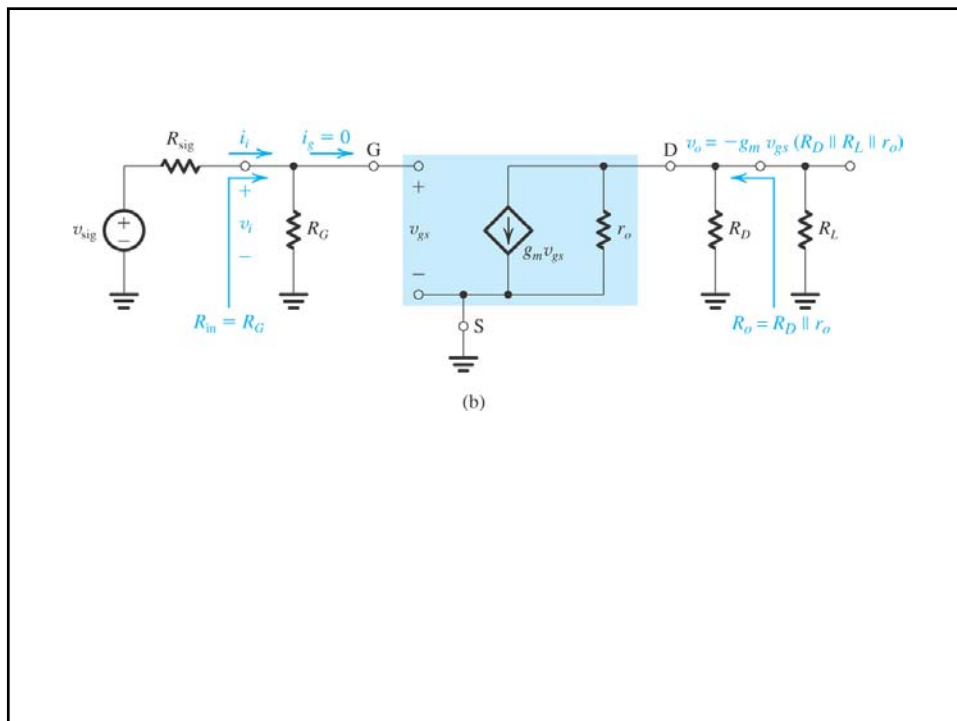 R_sig
i_i
i_g = 0
G
D
v_o = −g_m v_gs (R_D ∥ R_L ∥ r_o)
+
+
v_sig
+
−
v_i
R_G
v_gs
g_m v_gs
r_o
R_D
R_L
−
−
R_in = R_G
S
R_o = R_D ∥ r_o
(b)